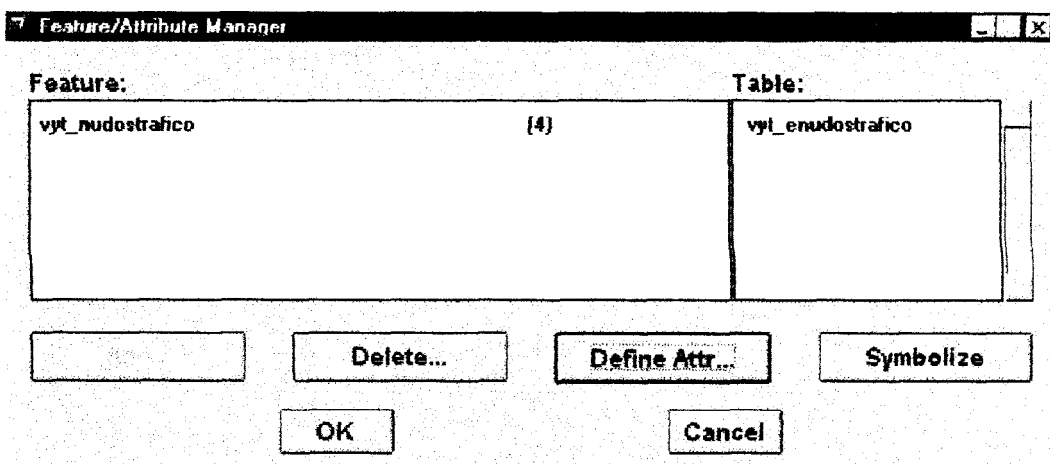 Feature/Attribute Manager
Feature: Table:
vyt_nudostrafico (4) vyt_enudostrafico
Delete... Define Attr... Symbolize
OK Cancel